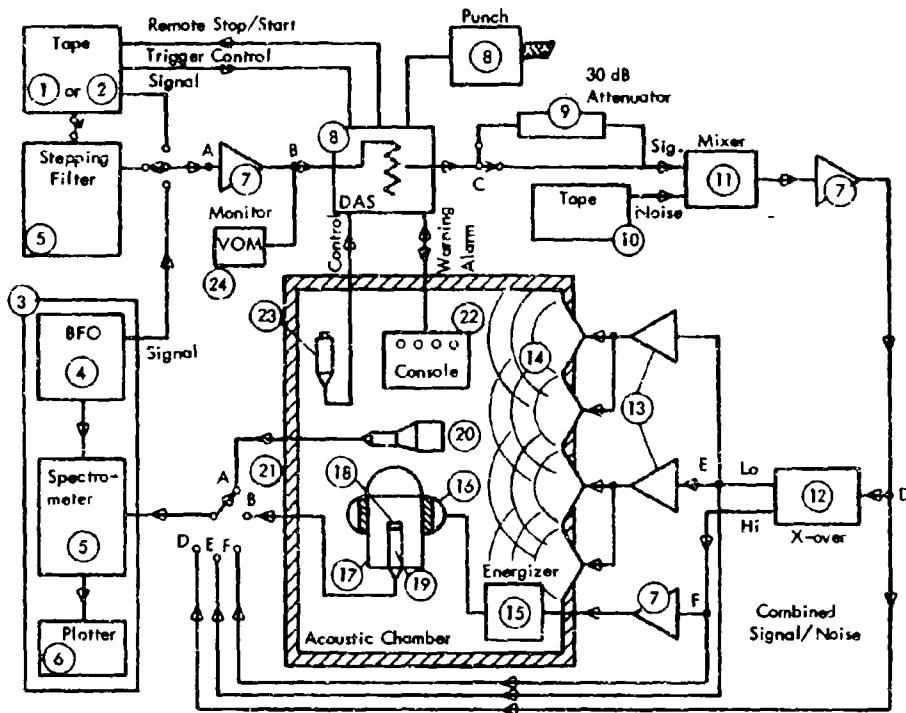 Remote Stop/Start
Tape
Trigger Control
Signal
1 or 2
Punch
8
30 dB
Attenuator
9
8
Stepping
Filter
5
A
7
B
DAS
C
Sig.
Mixer
11
7
Tape
Noise
10
Monitor
VOM
24
Control
Warning
Alarm
3
BFO
4
Signal
23
22
Console
14
13
Spectro-
meter
5
A
B
21
20
18
16
E
Lo
12
D
Hi
X-over
D
E
F
17
19
Energizer
15
7
F
Plotter
6
Acoustic Chamber
Combined
Signal/Noise